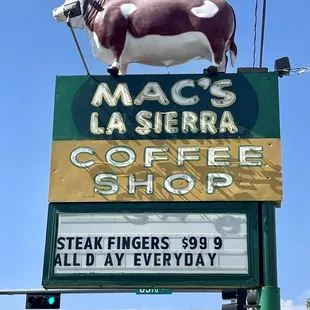 MAC'S
LA SIERRA
COFFEE
SHOP
STEAK FINGERS $99 9
ALL D AY EVERYDAY